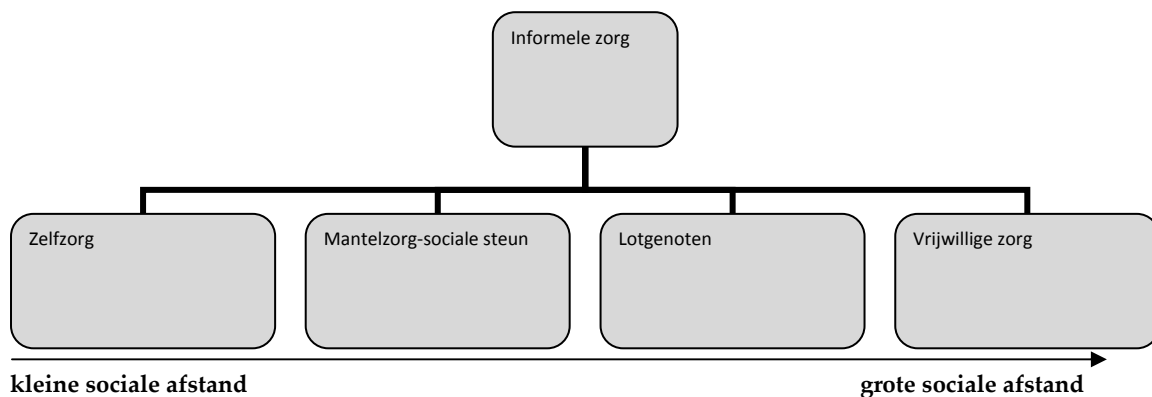 Informele zorg
Zelfzorg
Mantelzorg-sociale steun
Lotgenoten
Vrijwillige zorg
kleine sociale afstand
grote sociale afstand